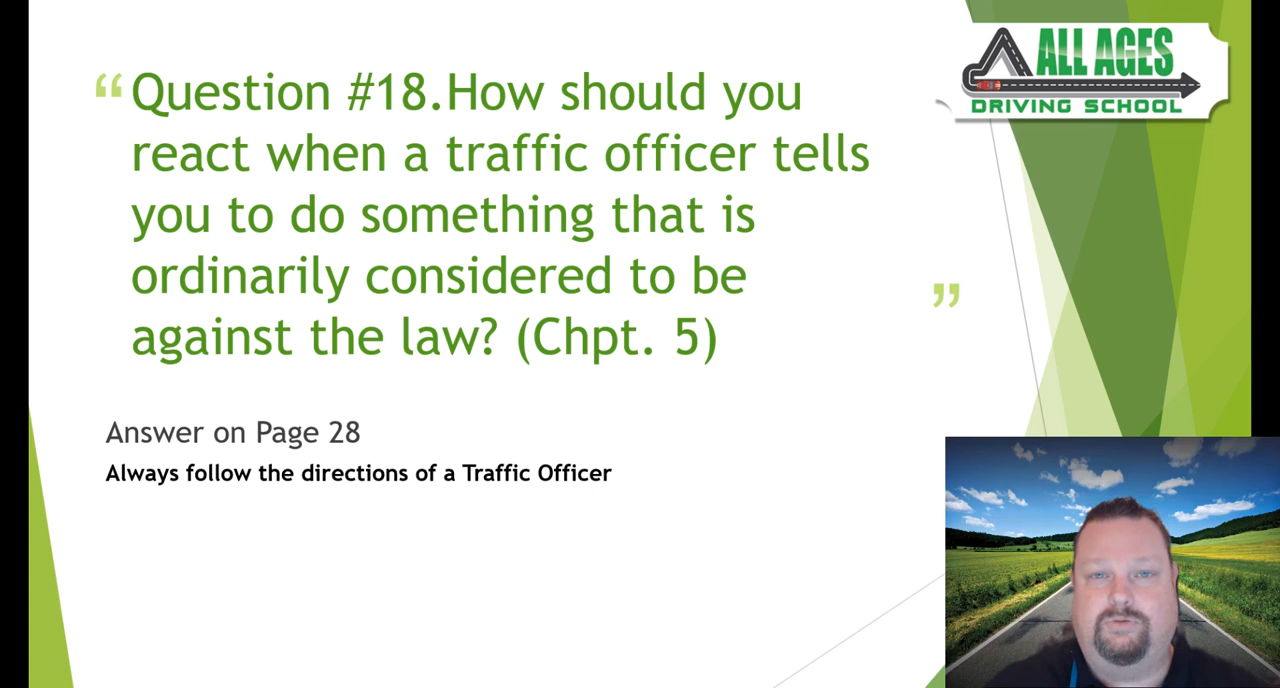 ALL AGES
DRIVING SCHOOL
“Question #18.How should you
react when a traffic officer tells
you to do something that is
ordinarily considered to be
against the law? (Chpt. 5)
”
Answer on Page 28
Always follow the directions of a Traffic Officer